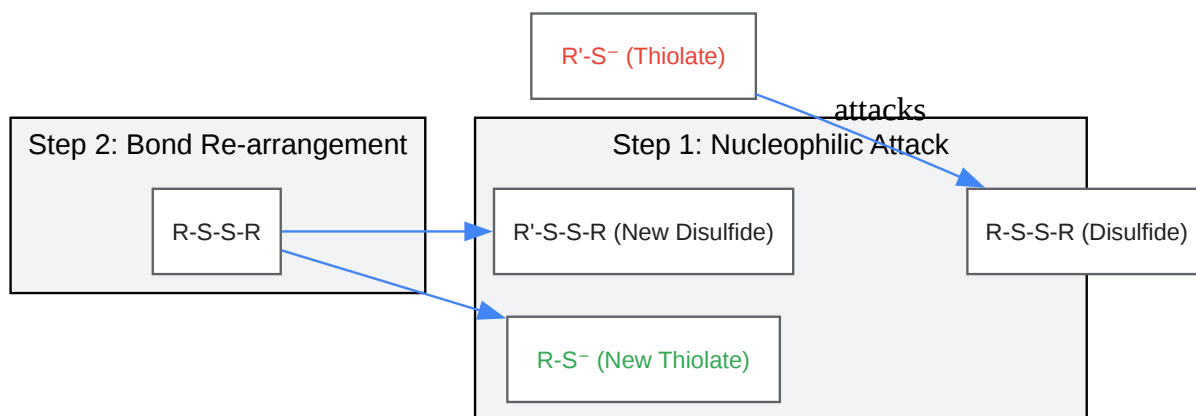 R'-S⁻ (Thiolate)
attacks
Step 2: Bond Re-arrangement
Step 1: Nucleophilic Attack
R-S-S-R
R'-S-S-R (New Disulfide)
R-S-S-R (Disulfide)
R-S⁻ (New Thiolate)